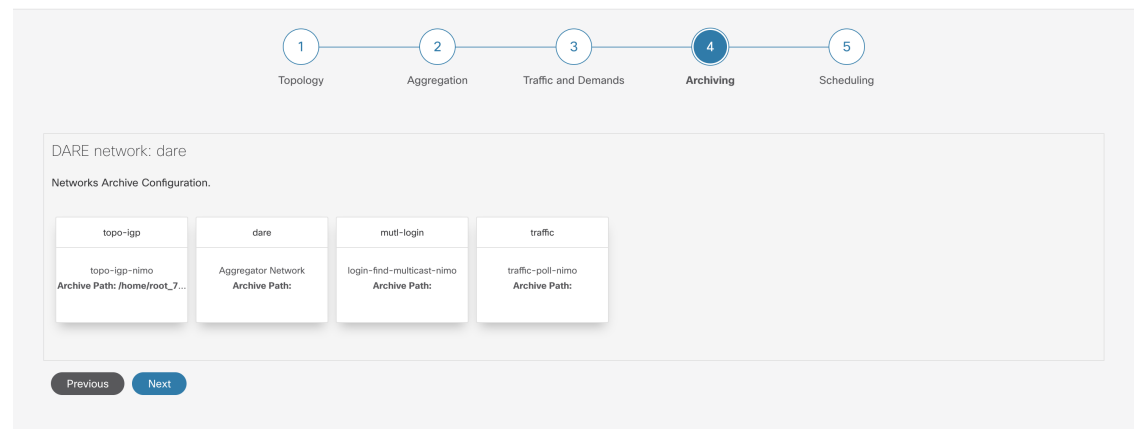 1
2
3
4
5
Topology
Aggregation
Traffic and Demands
Archiving
Scheduling
DARE network: dare
Networks Archive Configuration.
topo-igp
topo-igp-nimo
Archive Path: /home/root_7...
dare
Aggregator Network
Archive Path:
mutl-login
login-find-multicast-nimo
Archive Path:
traffic
traffic-poll-nimo
Archive Path:
Previous
Next